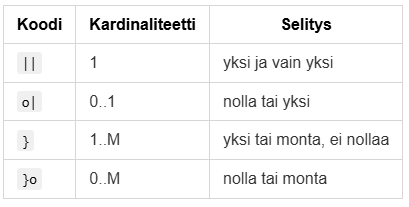 Koodi Kardinaliteetti Selitys
|| 1 yksi ja vain yksi
o| 0..1 nolla tai yksi
} 1..M yksi tai monta, ei nollaa
}o 0..M nolla tai monta